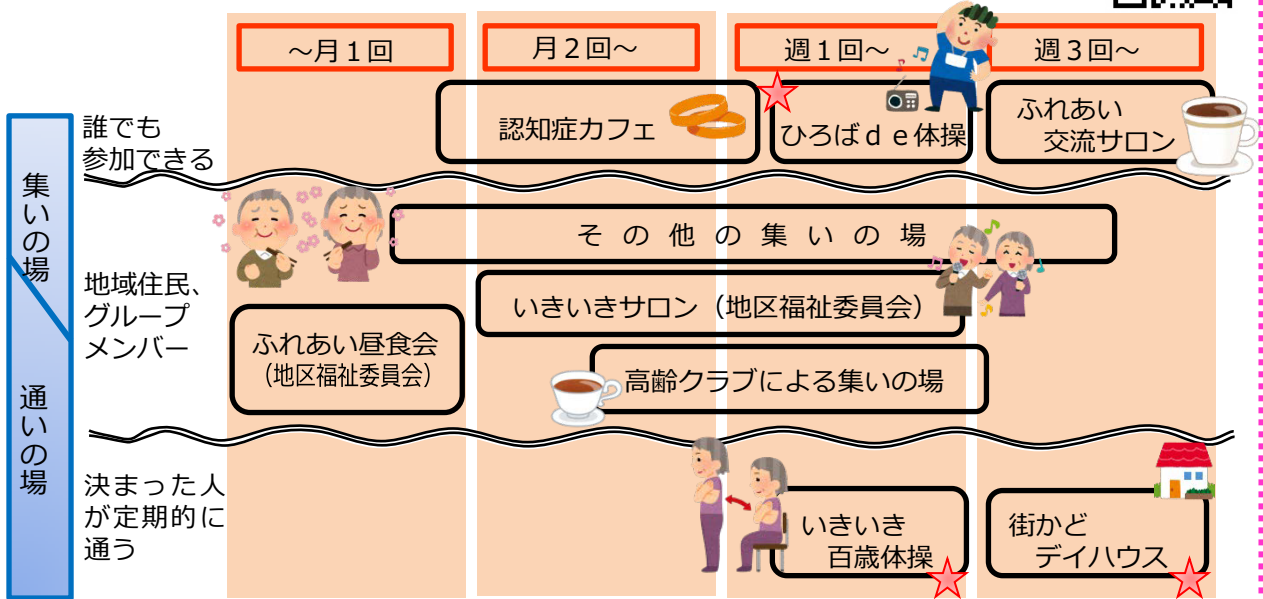 ～月１回
月２回～
週１回～
週３回～
集いの場
通いの場
誰でも
参加できる
認知症カフェ
ひろばｄｅ体操
ふれあい
交流サロン
地域住民、
グループ
メンバー
その他の集いの場
いきいきサロン（地区福祉委員会）
ふれあい昼食会
（地区福祉委員会）
高齢クラブによる集いの場
決まった人
が定期的に
通う
いきいき
百歳体操
街かど
デイハウス